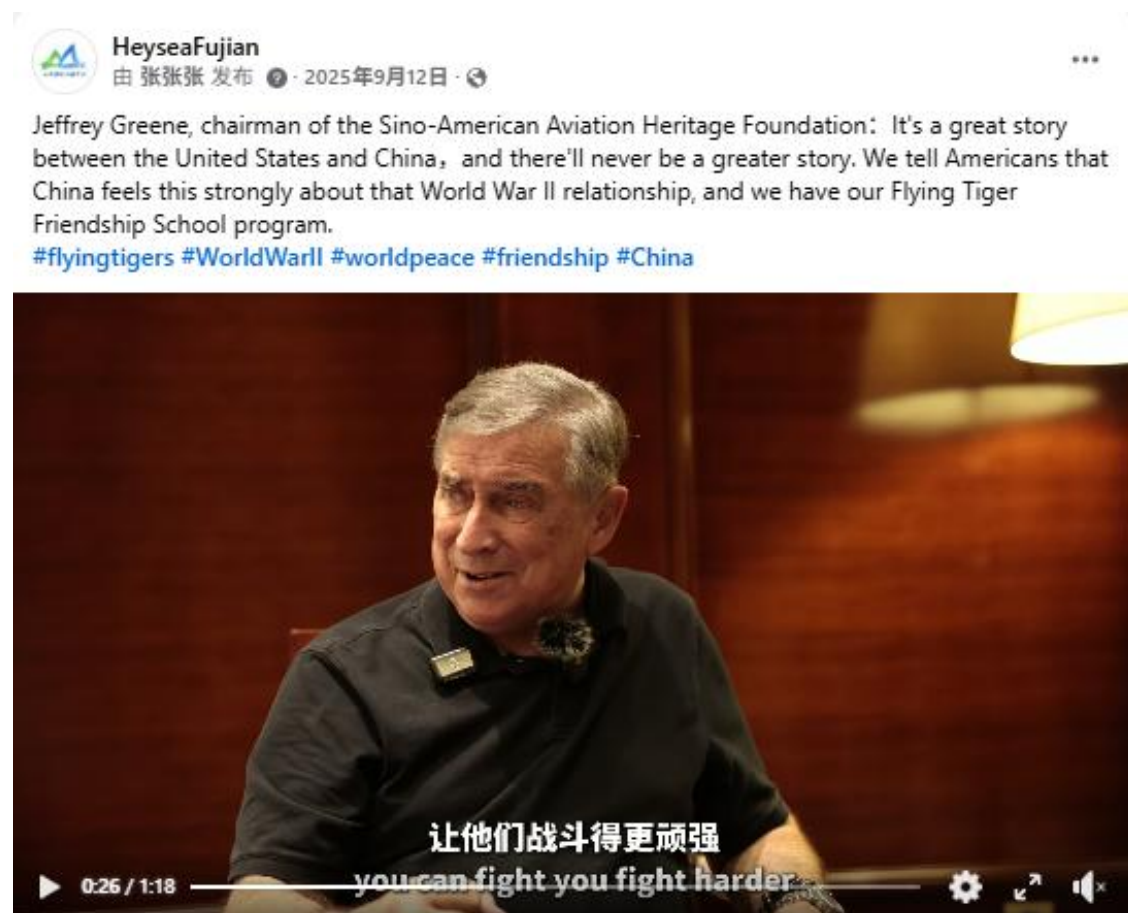 HeyseaFujian
由 张张张 发布 · 2025年9月12日 ·
Jeffrey Greene, chairman of the Sino-American Aviation Heritage Foundation：It's a great story
between the United States and China，and there'll never be a greater story. We tell Americans that
China feels this strongly about that World War II relationship, and we have our Flying Tiger
Friendship School program.
#flyingtigers #WorldWarII #worldpeace #friendship #China
让他们战斗得更顽强
you can fight you fight harder
0:26 / 1:18